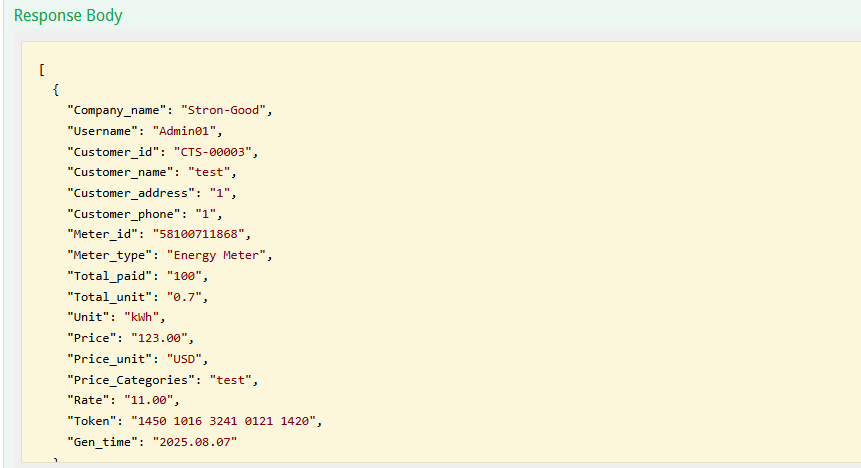 Response Body
[
{
"Company_name": "Stron-Good",
"Username": "Admin01",
"Customer_id": "CTS-00003",
"Customer_name": "test",
"Customer_address": "1",
"Customer_phone": "1",
"Meter_id": "58100711868",
"Meter_type": "Energy Meter",
"Total_paid": "100",
"Total_unit": "0.7",
"Unit": "kWh",
"Price": "123.00",
"Price_unit": "USD",
"Price_Categories": "test",
"Rate": "11.00",
"Token": "1450 1016 3241 0121 1420",
"Gen_time": "2025.08.07"
}